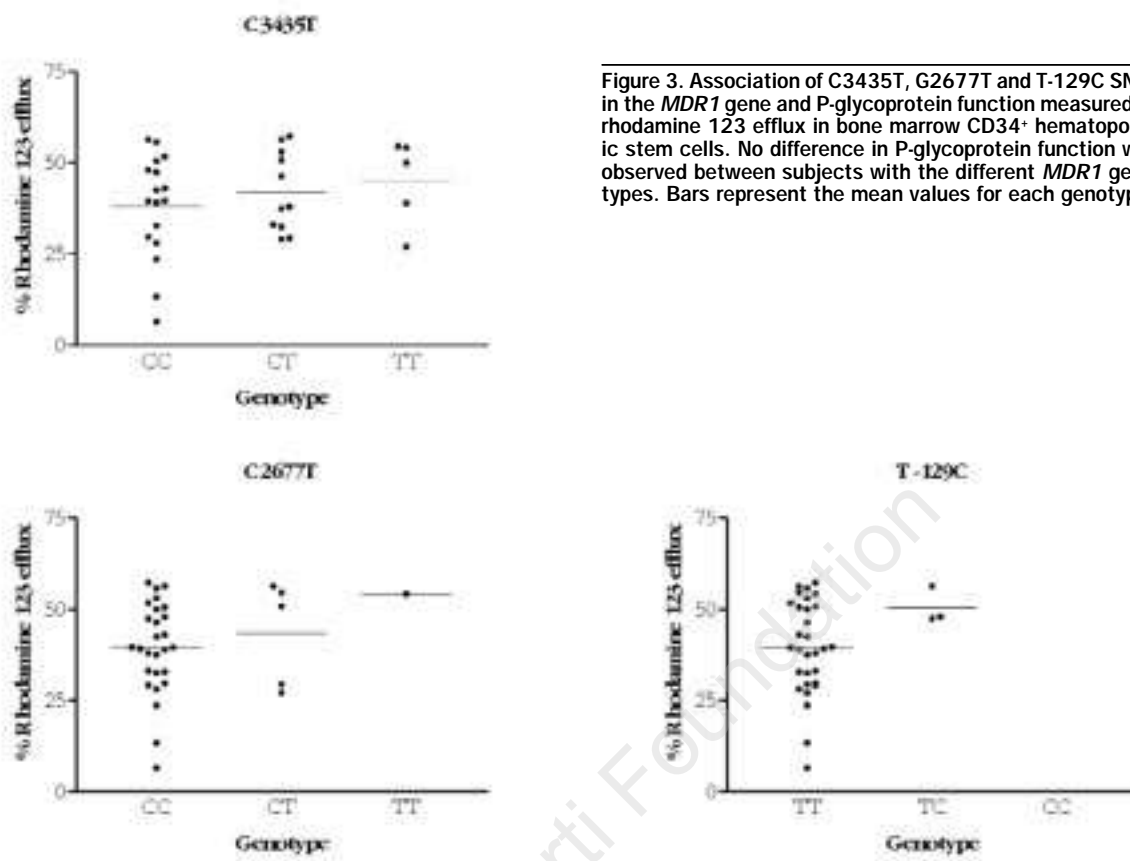 C3435T
75
50
25
0
% Rhodamine 123 efflux
CC CT TT
Genotype
Figure 3. Association of C3435T, G2677T and T-129C SN
in the MDR1 gene and P-glycoprotein function measured
rhodamine 123 efflux in bone marrow CD34+ hematopo
ic stem cells. No difference in P-glycoprotein function w
observed between subjects with the different MDR1 ge
types. Bars represent the mean values for each genotyp
C2677T
75
50
25
0
% Rhodamine 123 efflux
CC CT TT
Genotype
T-129C
75
50
25
0
% Rhodamine 123 efflux
TT TC CC
Genotype
rti Foundation